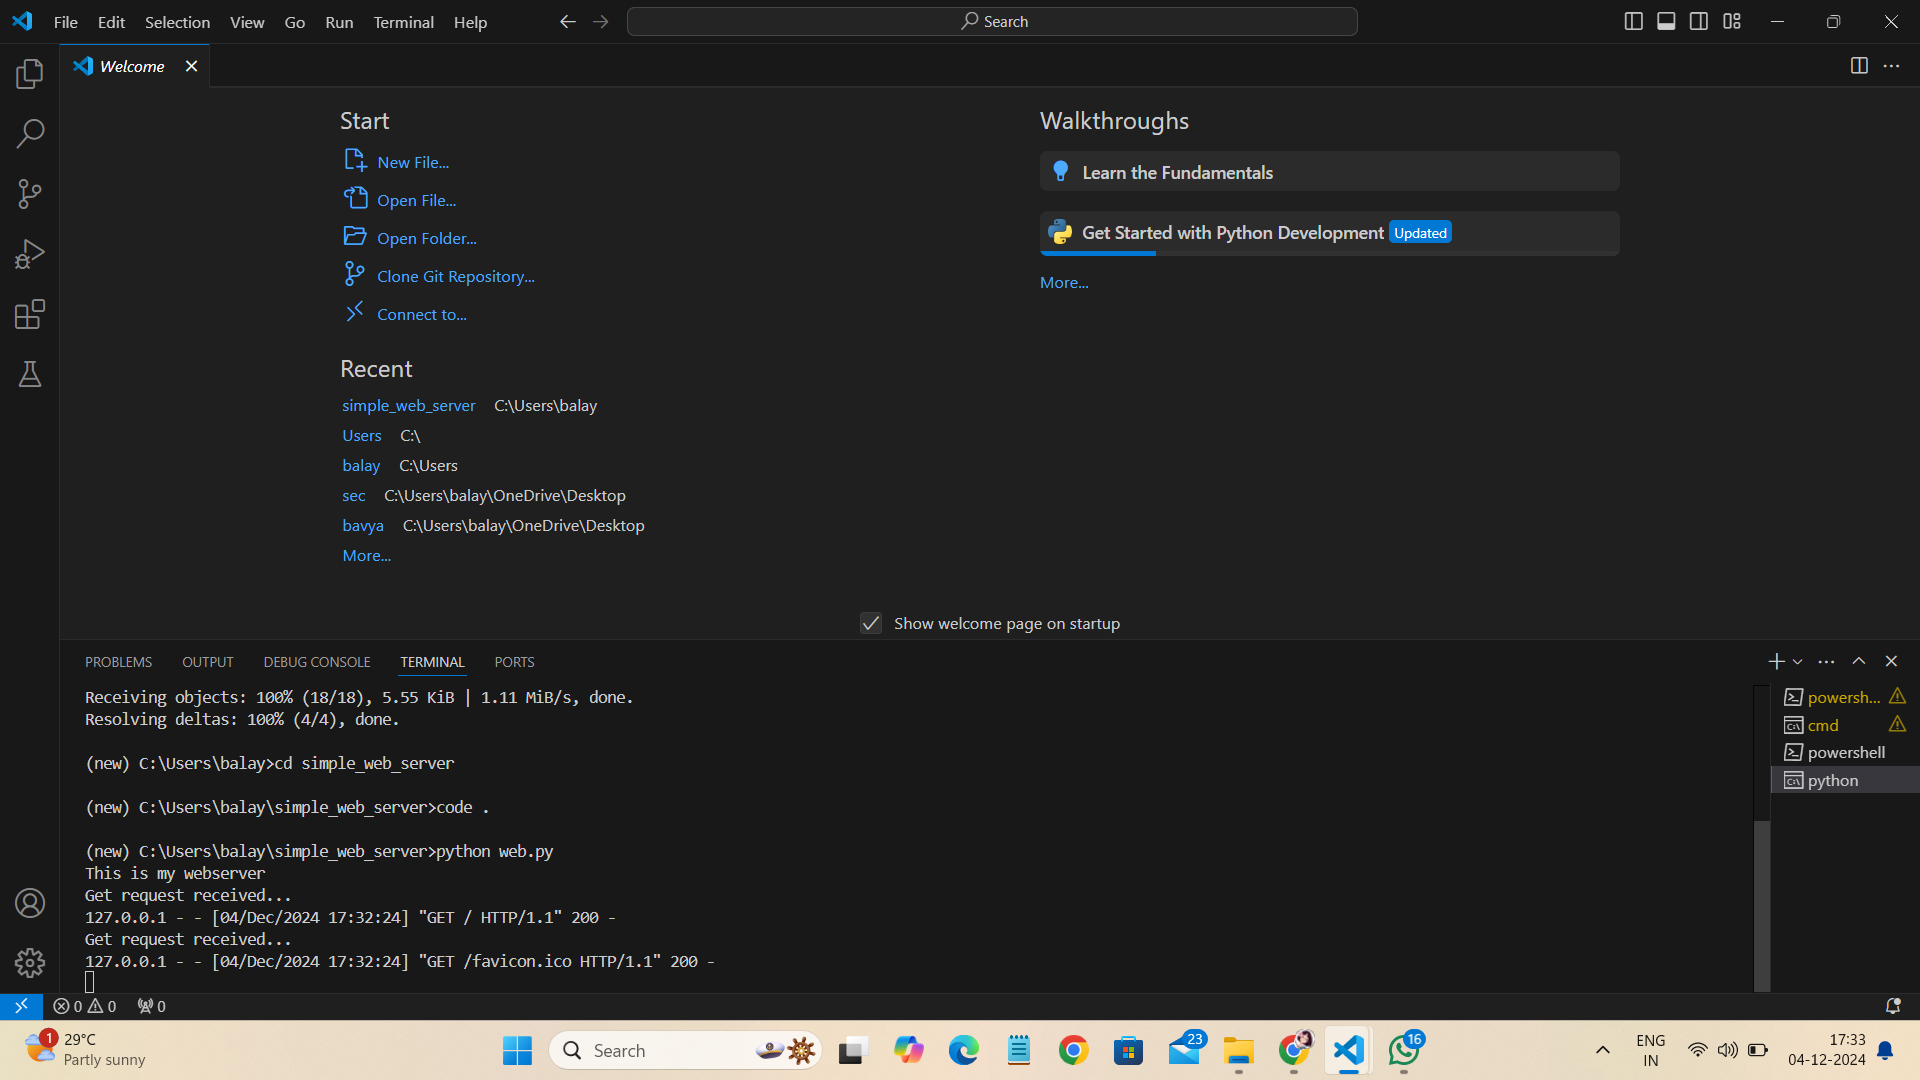 File Edit Selection View Go Run Terminal Help
Search
Welcome
Start
New File...
Open File...
Open Folder...
Clone Git Repository...
Connect to...
Recent
simple_web_server C:\Users\balay
Users C:\
balay C:\Users
sec C:\Users\balay\OneDrive\Desktop
bavya C:\Users\balay\OneDrive\Desktop
More...
Walkthroughs
Learn the Fundamentals
Get Started with Python Development Updated
More...
Show welcome page on startup
PROBLEMS OUTPUT DEBUG CONSOLE TERMINAL PORTS
Receiving objects: 100% (18/18), 5.55 KiB | 1.11 MiB/s, done.
Resolving deltas: 100% (4/4), done.
(new) C:\Users\balay>cd simple_web_server
(new) C:\Users\balay\simple_web_server>code .
(new) C:\Users\balay\simple_web_server>python web.py
This is my webserver
Get request received...
127.0.0.1 - - [04/Dec/2024 17:32:24] "GET / HTTP/1.1" 200 -
Get request received...
127.0.0.1 - - [04/Dec/2024 17:32:24] "GET /favicon.ico HTTP/1.1" 200 -
powersh...
cmd
powershell
python
0 0 0
1
29°C
Partly sunny
Search
23
16
ENG
IN
17:33
04-12-2024